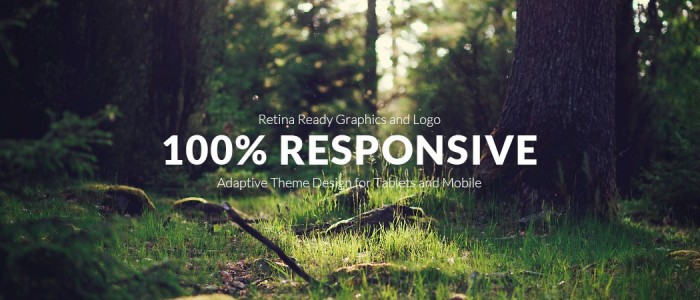 Retina Ready Graphics and Logo
100% RESPONSIVE
Adaptive Theme Design for Tablets and Mobile